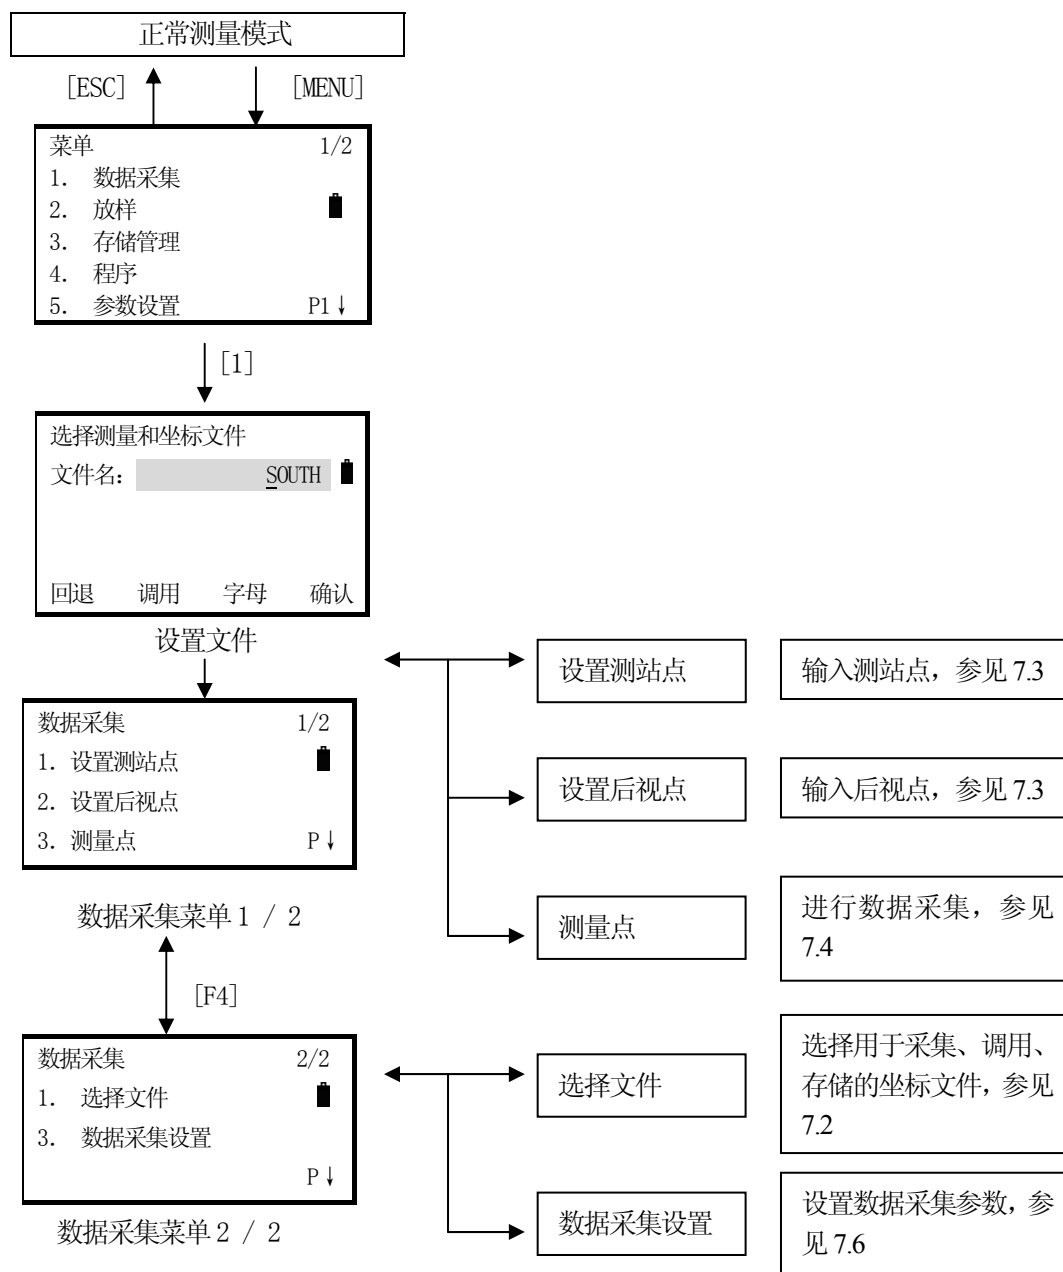 正常测量模式
[ESC] [MENU]
菜单 1/2
1. 数据采集
2. 放样
3. 存储管理
4. 程序
5. 参数设置 P1↓
[1]
选择测量和坐标文件
文件名： SOUTH
回退 调用 字母 确认
设置文件
数据采集 1/2
1. 设置测站点
2. 设置后视点
3. 测量点 P↓
数据采集菜单 1 / 2
[F4]
数据采集 2/2
1. 选择文件
3. 数据采集设置
P↓
数据采集菜单 2 / 2
设置测站点
输入测站点，参见 7.3
设置后视点
输入后视点，参见 7.3
测量点
进行数据采集，参见
7.4
选择文件
选择用于采集、调用、
存储的坐标文件，参见
7.2
数据采集设置
设置数据采集参数，参
见 7.6